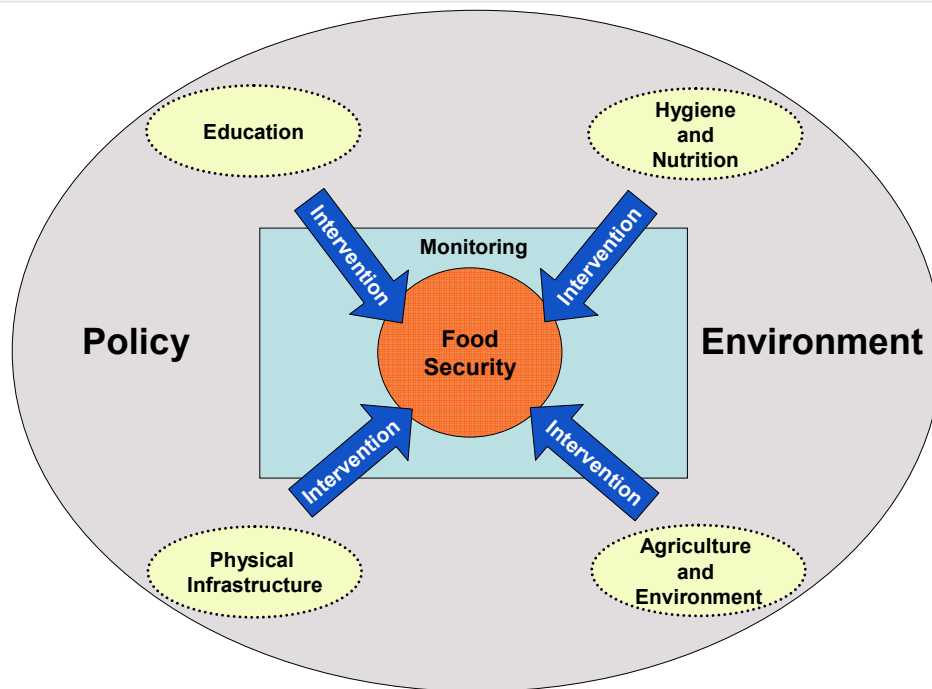 Education
Hygiene
and
Nutrition
Intervention
Intervention
Monitoring
Policy
Food
Security
Environment
Intervention
Intervention
Physical
Infrastructure
Agriculture
and
Environment